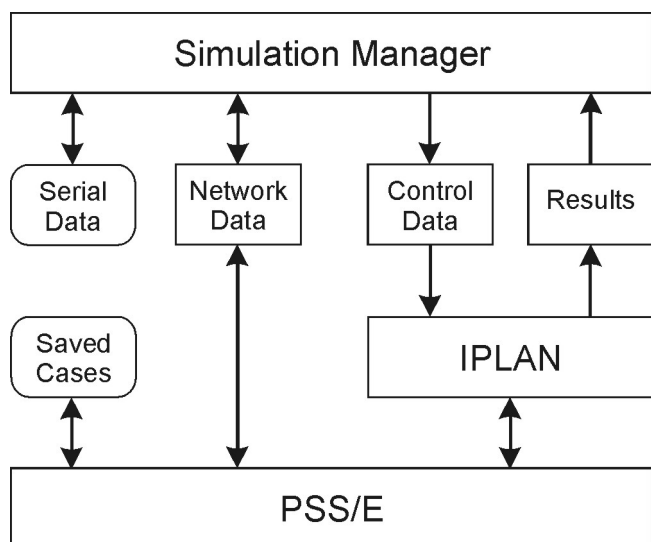 Simulation Manager
Serial
Data
Network
Data
Control
Data
Results
Saved
Cases
IPLAN
PSS/E